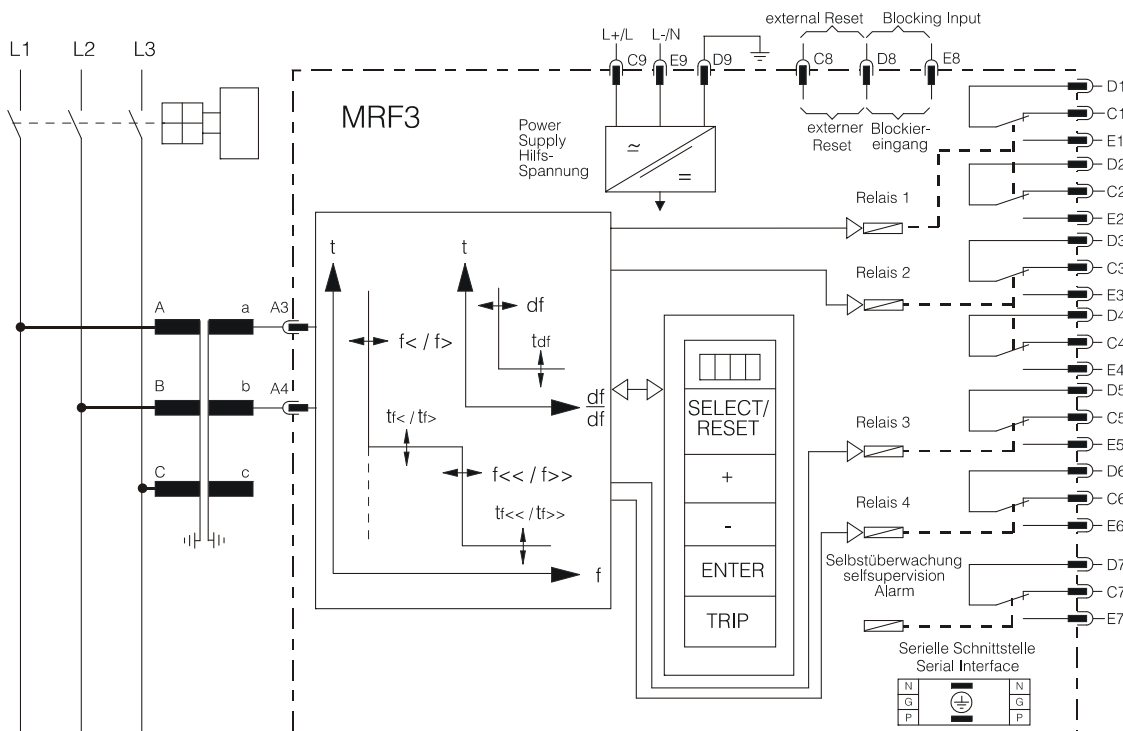 L1
L2
L3
MRF3
L+/L
L-/N
C9
E9
D9
external Reset
Blocking Input
C8
D8
E8
externer
Reset
Blockier-
eingang
Power
Supply
Hilfs-
Spannung
≃
=
D1
C1
E1
D2
C2
E2
D3
C3
E3
D4
C4
E4
D5
C5
E5
D6
C6
E6
D7
C7
E7
Relais 1
Relais 2
Relais 3
Relais 4
Selbstüberwachung
selfsupervision
Alarm
A
a
A3
B
b
A4
C
c
t
f< / f>
tf< / tf>
f<< / f>>
tf<< / tf>>
f
t
df
tdf
df
df
SELECT/
RESET
+
-
ENTER
TRIP
Serielle Schnittstelle
Serial Interface
N
G
P
N
G
P